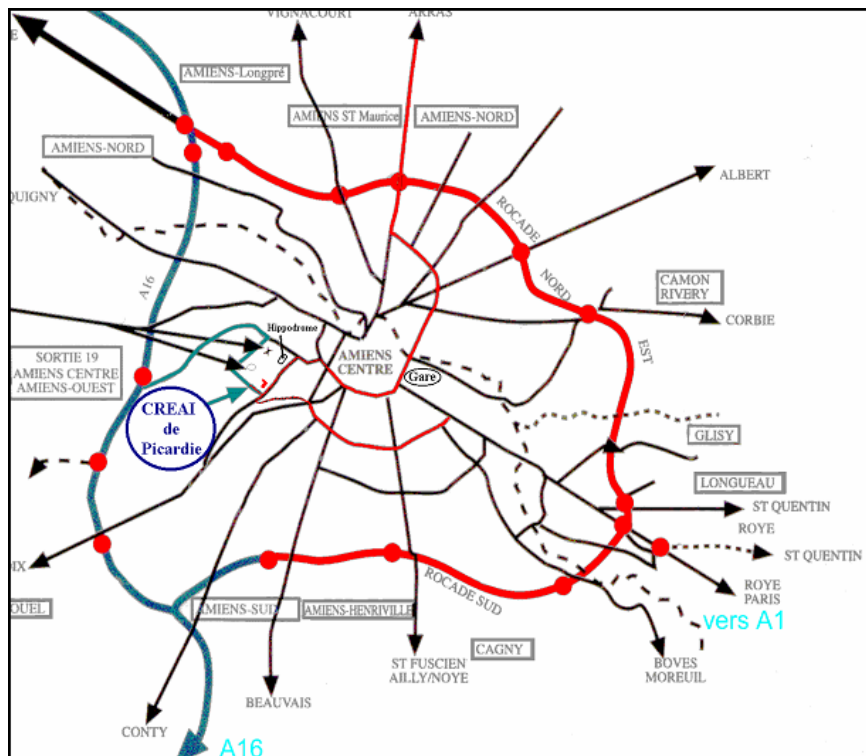 VIGNACOURT
ARRAS
AMIENS-Longpré
AMIENS ST Maurice
AMIENS-NORD
AMIENS-NORD
ALBERT
QUIGNY
ROCADE
NORD
EST
A16
CAMON
RIVERY
CORBIE
Hippodrome
SORTIE 19
AMIENS CENTRE
AMIENS-OUEST
AMIENS
CENTRE
Gare
CREAI
de
Picardie
GLISY
LONGUEAU
ST QUENTIN
ROYE
ST QUENTIN
IX
ROYE
PARIS
vers A1
OUEL
AMIENS-SUD
AMIENS-HENRIVILLE
ROCADE SUD
CAGNY
ST FUSCIEN
AILLY/NOYE
BOVES
MOREUIL
BEAUVAIS
CONTY
A16